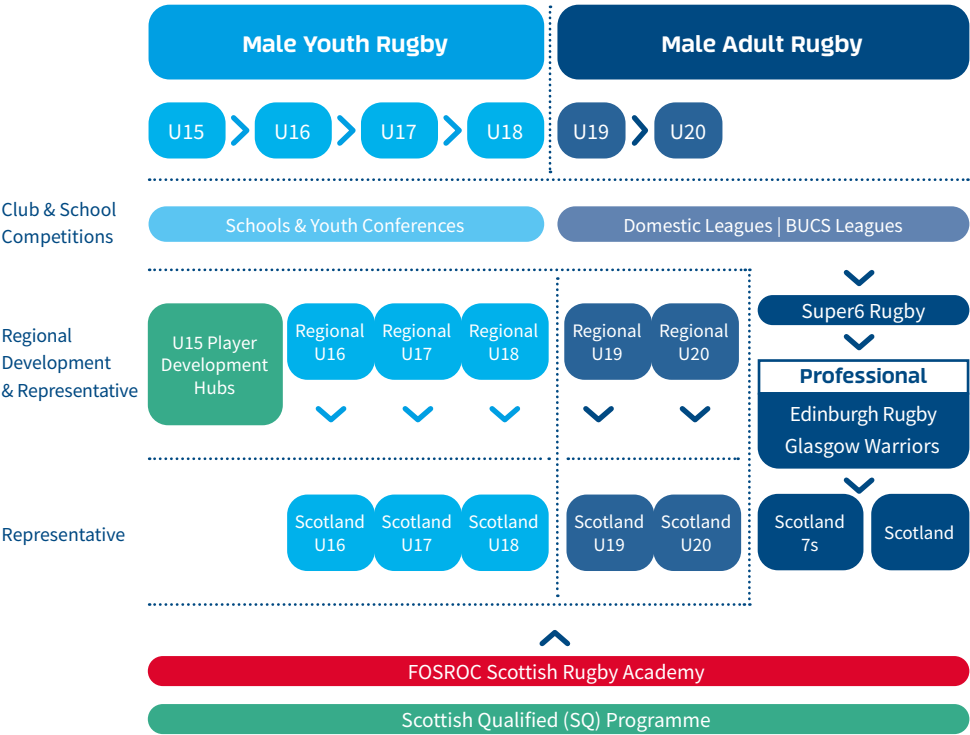 Male Youth Rugby
Male Adult Rugby
U15
U16
U17
U18
U19
U20
Club & School
Competitions
Schools & Youth Conferences
Domestic Leagues | BUCS Leagues
Regional
Development
& Representative
U15 Player
Development
Hubs
Regional
U16
Regional
U17
Regional
U18
Regional
U19
Regional
U20
Super6 Rugby
Professional
Edinburgh Rugby
Glasgow Warriors
Representative
Scotland
U16
Scotland
U17
Scotland
U18
Scotland
U19
Scotland
U20
Scotland
7s
Scotland
FOSROC Scottish Rugby Academy
Scottish Qualified (SQ) Programme